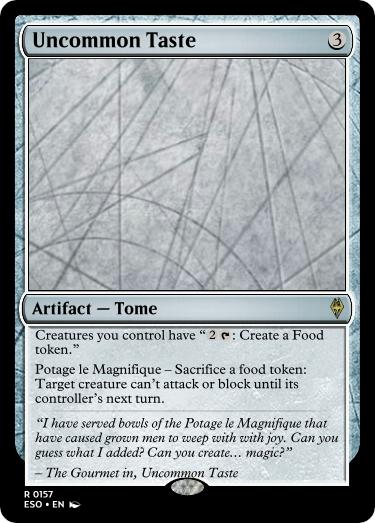 Uncommon Taste 3
Artifact — Tome
Creatures you control have “ 2 : Create a Food
token.”
Potage le Magnifique – Sacrifice a food token:
Target creature can’t attack or block until its
controller’s next turn.
“I have served bowls of the Potage le Magnifique that
have caused grown men to weep with with joy. Can you
guess what I added? Can you create... magic?”
– The Gourmet in, Uncommon Taste
R 0157
ESO • EN